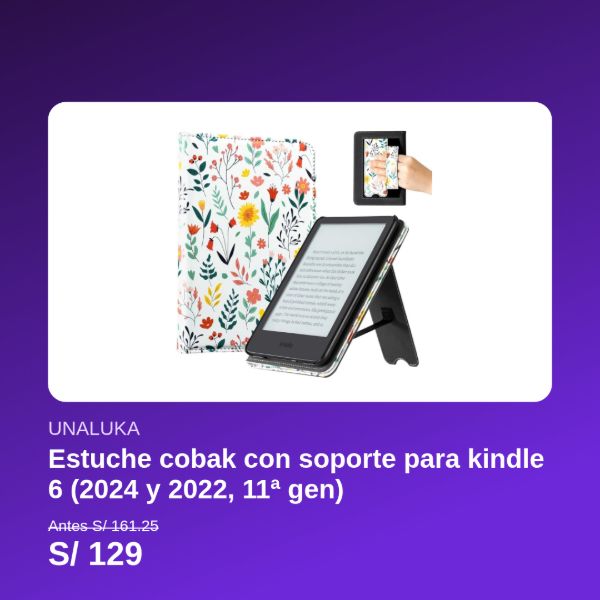 UNALUKA
Estuche cobak con soporte para kindle
6 (2024 y 2022, 11ª gen)
Antes S/ 161.25
S/ 129